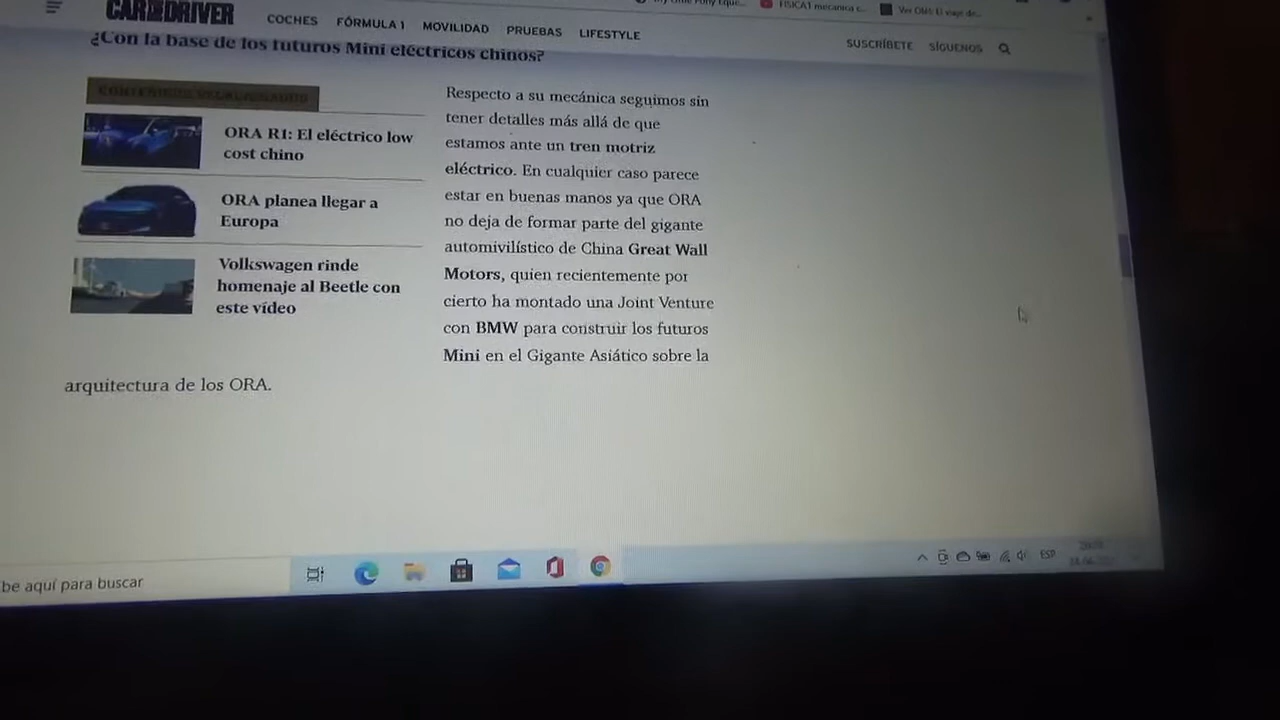 CAR AND DRIVER
COCHES FÓRMULA 1 MOVILIDAD PRUEBAS LIFESTYLE
SUSCRÍBETE SÍGUENOS
¿Con la base de los futuros Mini eléctricos chinos?
CONTENIDOS RELACIONADOS
ORA R1: El eléctrico low
cost chino
ORA planea llegar a
Europa
Volkswagen rinde
homenaje al Beetle con
este vídeo
Respecto a su mecánica seguimos sin
tener detalles más allá de que
estamos ante un tren motriz
eléctrico. En cualquier caso parece
estar en buenas manos ya que ORA
no deja de formar parte del gigante
automivilístico de China Great Wall
Motors, quien recientemente por
cierto ha montado una Joint Venture
con BMW para construir los futuros
Mini en el Gigante Asiático sobre la
arquitectura de los ORA.
be aquí para buscar
ESP